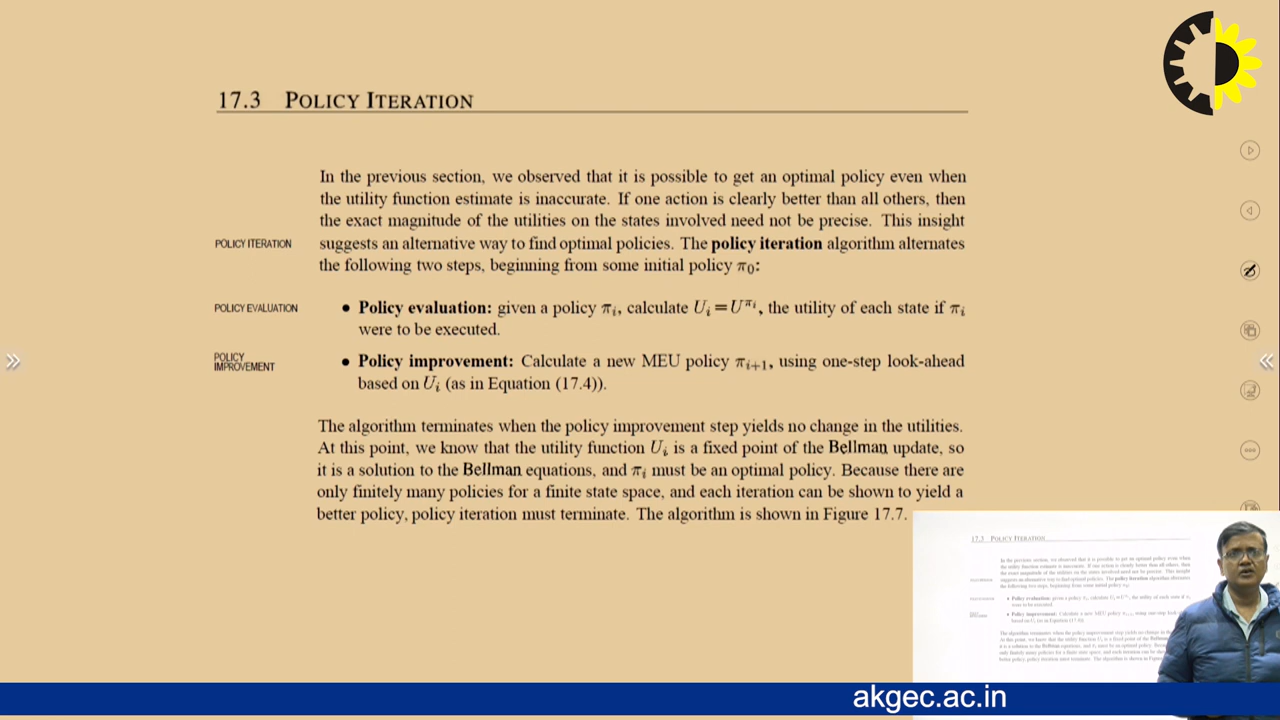 17.3 POLICY ITERATION
In the previous section, we observed that it is possible to get an optimal policy even when
the utility function estimate is inaccurate. If one action is clearly better than all others, then
the exact magnitude of the utilities on the states involved need not be precise. This insight
POLICY ITERATION suggests an alternative way to find optimal policies. The policy iteration algorithm alternates
the following two steps, beginning from some initial policy π₀:
POLICY EVALUATION • Policy evaluation: given a policy πᵢ, calculate Uᵢ = U^πᵢ, the utility of each state if πᵢ
were to be executed.
POLICY
IMPROVEMENT
• Policy improvement: Calculate a new MEU policy πᵢ₊₁, using one-step look-ahead
based on Uᵢ (as in Equation (17.4)).
The algorithm terminates when the policy improvement step yields no change in the utilities.
At this point, we know that the utility function Uᵢ is a fixed point of the Bellman update, so
it is a solution to the Bellman equations, and πᵢ must be an optimal policy. Because there are
only finitely many policies for a finite state space, and each iteration can be shown to yield a
better policy, policy iteration must terminate. The algorithm is shown in Figure 17.7.
17.3 POLICY ITERATION
akgec.ac.in